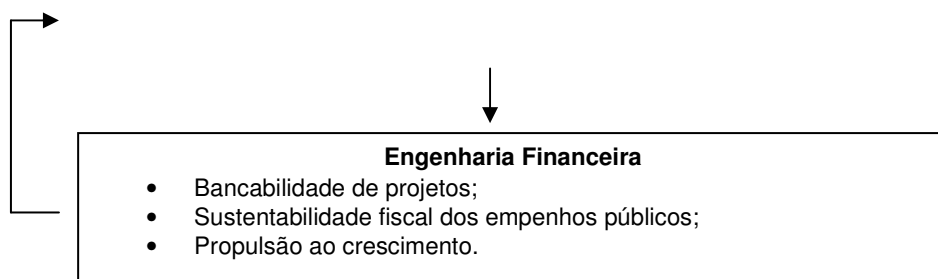 Engenharia Financeira
• Bancabilidade de projetos;
• Sustentabilidade fiscal dos empenhos públicos;
• Propulsão ao crescimento.